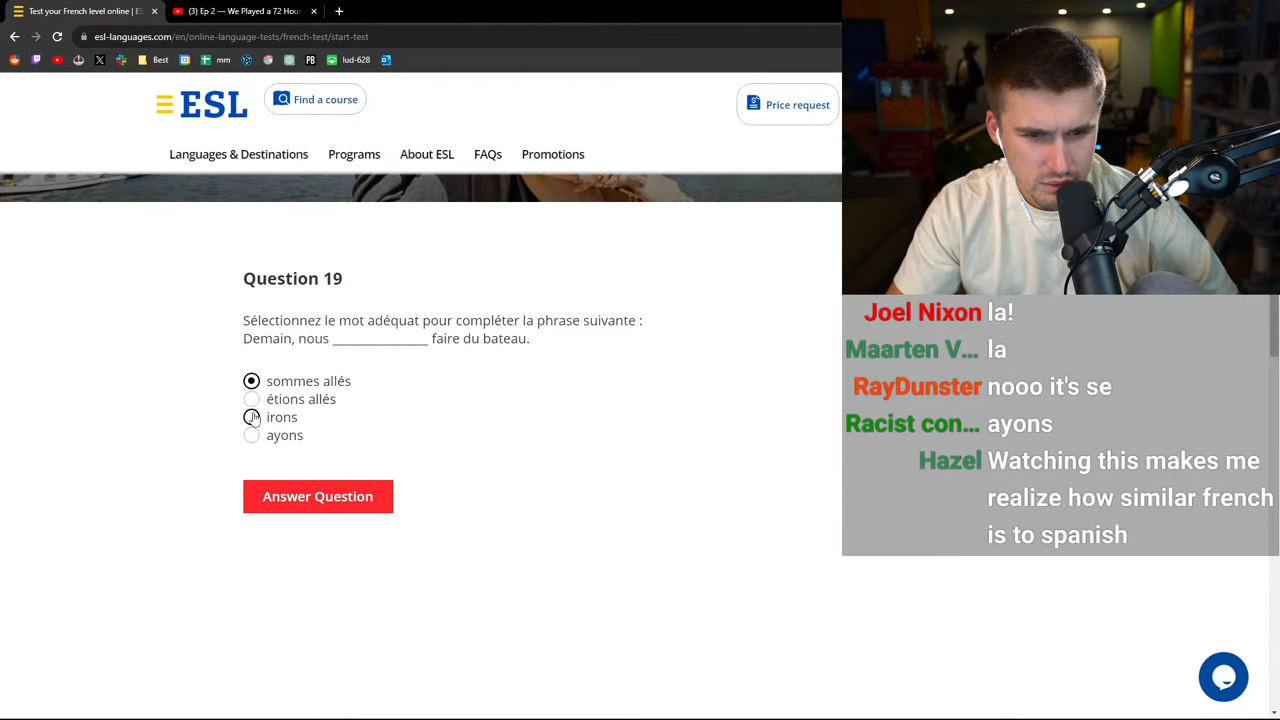 Test your French level online | ES
(3) Ep 2 — We Played a 72 Hou
esl-languages.com/en/online-language-tests/french-test/start-test
Best
mm
PB
lud-628
ESL
Find a course
Price request
Languages & Destinations
Programs
About ESL
FAQs
Promotions
Question 19
Sélectionnez le mot adéquat pour compléter la phrase suivante :
Demain, nous _______________ faire du bateau.
sommes allés
étions allés
irons
ayons
Answer Question
Joel Nixon la!
Maarten V... la
RayDunster nooo it's se
Racist con... ayons
Hazel Watching this makes me
realize how similar french
is to spanish